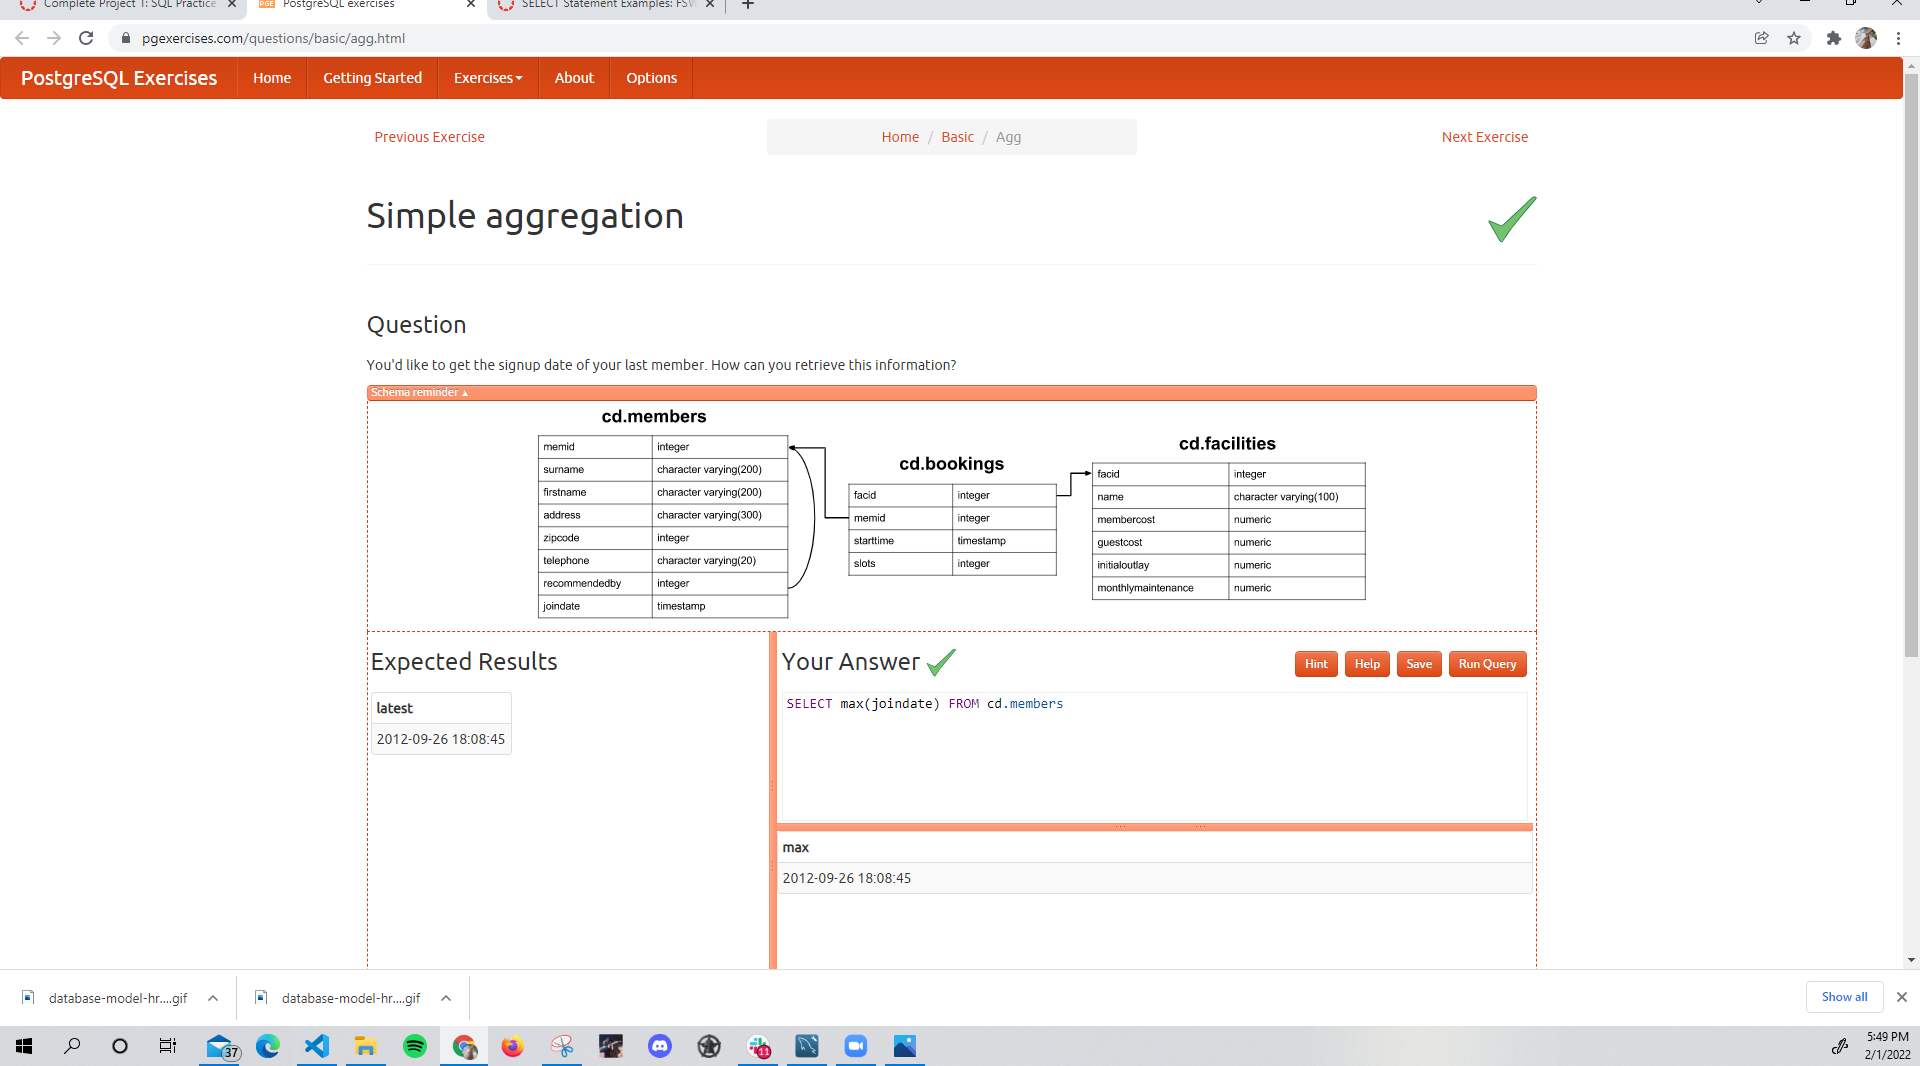 Complete Project 1: SQL Practice
PostgreSQL exercises
SELECT Statement Examples: FSW
pgexercises.com/questions/basic/agg.html
PostgreSQL Exercises Home Getting Started Exercises About Options
Previous Exercise Home / Basic / Agg Next Exercise
Simple aggregation
Question
You'd like to get the signup date of your last member. How can you retrieve this information?
Schema reminder ▴
cd.members
memid integer
surname character varying(200)
firstname character varying(200)
address character varying(300)
zipcode integer
telephone character varying(20)
recommendedby integer
joindate timestamp
cd.bookings
facid integer
memid integer
starttime timestamp
slots integer
cd.facilities
facid integer
name character varying(100)
membercost numeric
guestcost numeric
initialoutlay numeric
monthlymaintenance numeric
Expected Results
latest
2012-09-26 18:08:45
Your Answer
Hint Help Save Run Query
SELECT max(joindate) FROM cd.members
max
2012-09-26 18:08:45
database-model-hr....gif
database-model-hr....gif
Show all
37
11
5:49 PM
2/1/2022